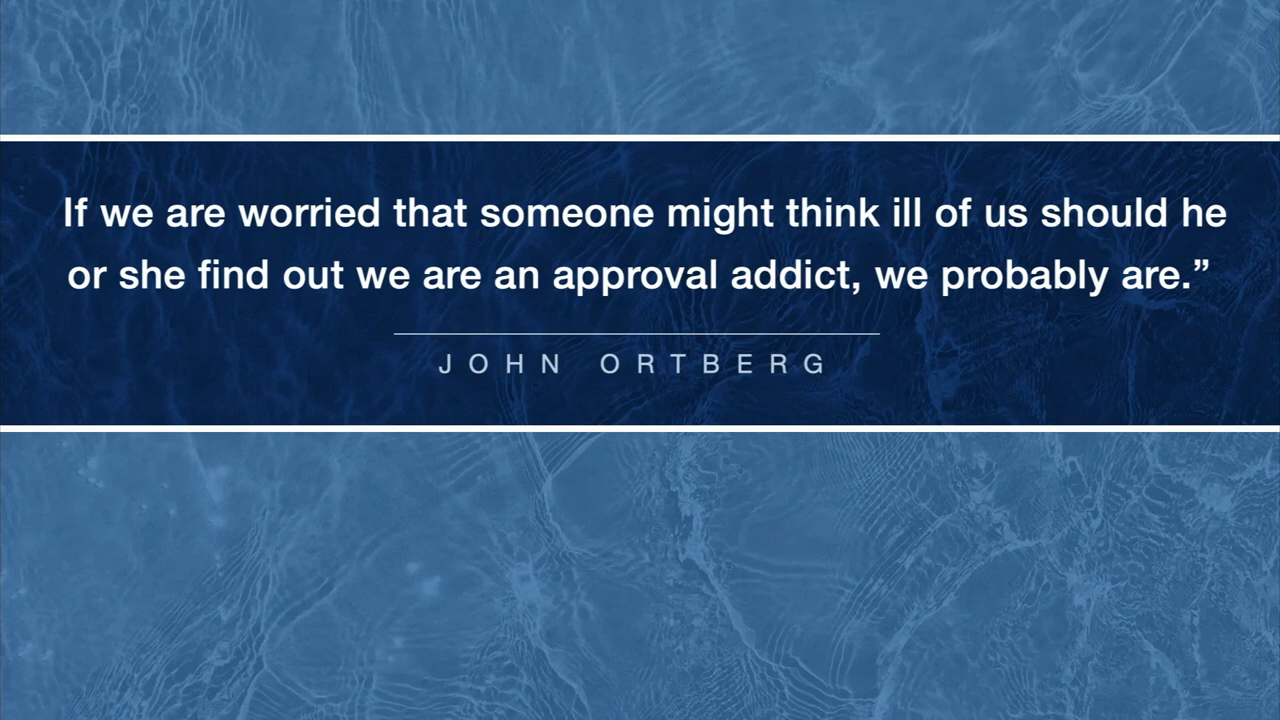 If we are worried that someone might think ill of us should he
or she find out we are an approval addict, we probably are.”
JOHN ORTBERG